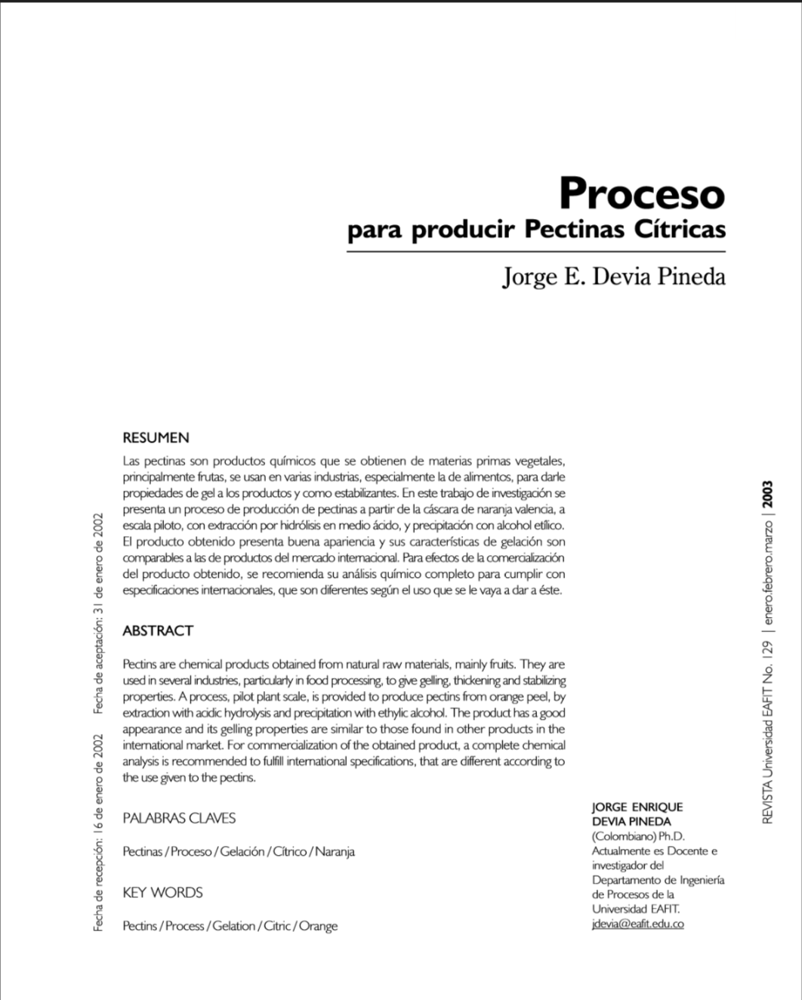 Proceso
para producir Pectinas Cítricas
Jorge E. Devia Pineda
RESUMEN
Las pectinas son productos químicos que se obtienen de materias primas vegetales,
principalmente frutas, se usan en varias industrias, especialmente la de alimentos, para darle
propiedades de gel a los productos y como estabilizantes. En este trabajo de investigación se
presenta un proceso de producción de pectinas a partir de la cáscara de naranja valencia, a
escala piloto, con extracción por hidrólisis en medio ácido, y precipitación con alcohol etílico.
El producto obtenido presenta buena apariencia y sus características de gelación son
comparables a las de productos del mercado internacional. Para efectos de la comercialización
del producto obtenido, se recomienda su análisis químico completo para cumplir con
especificaciones internacionales, que son diferentes según el uso que se le vaya a dar a éste.
ABSTRACT
Pectins are chemical products obtained from natural raw materials, mainly fruits. They are
used in several industries, particularly in food processing, to give gelling, thickening and stabilizing
properties. A process, pilot plant scale, is provided to produce pectins from orange peel, by
extraction with acidic hydrolysis and precipitation with ethylic alcohol. The product has a good
appearance and its gelling properties are similar to those found in other products in the
international market. For commercialization of the obtained product, a complete chemical
analysis is recommended to fulfill international specifications, that are different according to
the use given to the pectins.
PALABRAS CLAVES
Pectinas / Proceso / Gelación / Cítrico / Naranja
KEY WORDS
Pectins / Process / Gelation / Citric / Orange
JORGE ENRIQUE
DEVIA PINEDA
(Colombiano) Ph.D.
Actualmente es Docente e
investigador del
Departamento de Ingeniería
de Procesos de la
Universidad EAFIT.
jdevia@eafit.edu.co
Fecha de recepción: 16 de enero de 2002 Fecha de aceptación: 31 de enero de 2002
REVISTA Universidad EAFIT No. 129 | enero.febrero.marzo | 2003